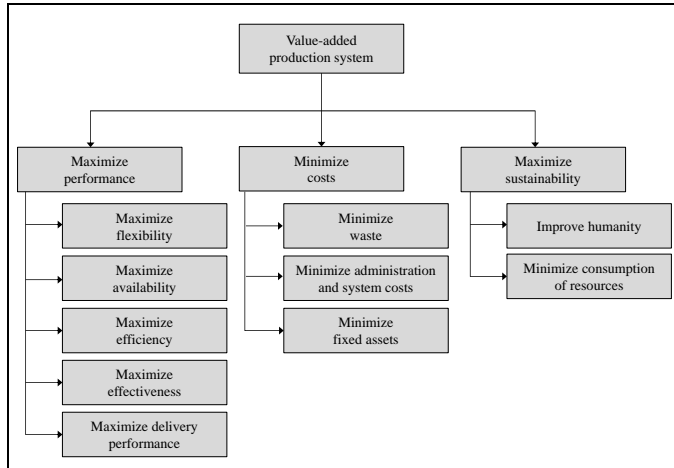 Value-added
production system
Maximize
performance
Minimize
costs
Maximize
sustainability
Maximize
flexibility
Maximize
availability
Maximize
efficiency
Maximize
effectiveness
Maximize delivery
performance
Minimize
waste
Minimize administration
and system costs
Minimize
fixed assets
Improve humanity
Minimize consumption
of resources